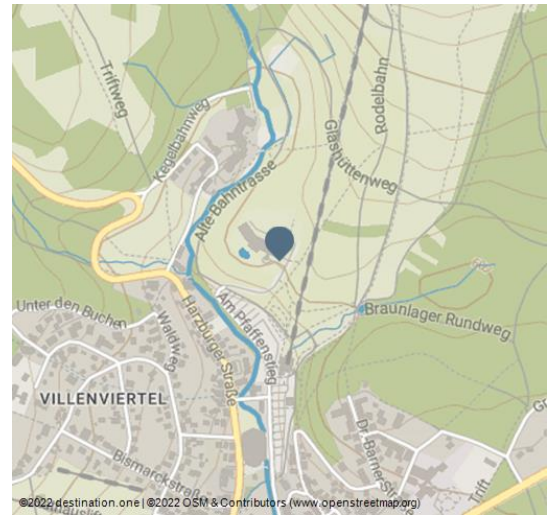 Triftweg
Kegelbahnweg
Alte Bahntrasse
Glashüttenweg
Rodelbahn
Braunlager Rundweg
Unter den Buchen
Waldweg
Harzburger Straße
Am Pfaffenstieg
VILLENVIERTEL
Bismarckstraß
Dr.-Barner-Straße
Trift
©2022 destination.one | ©2022 OSM & Contributors (www.openstreetmap.org)